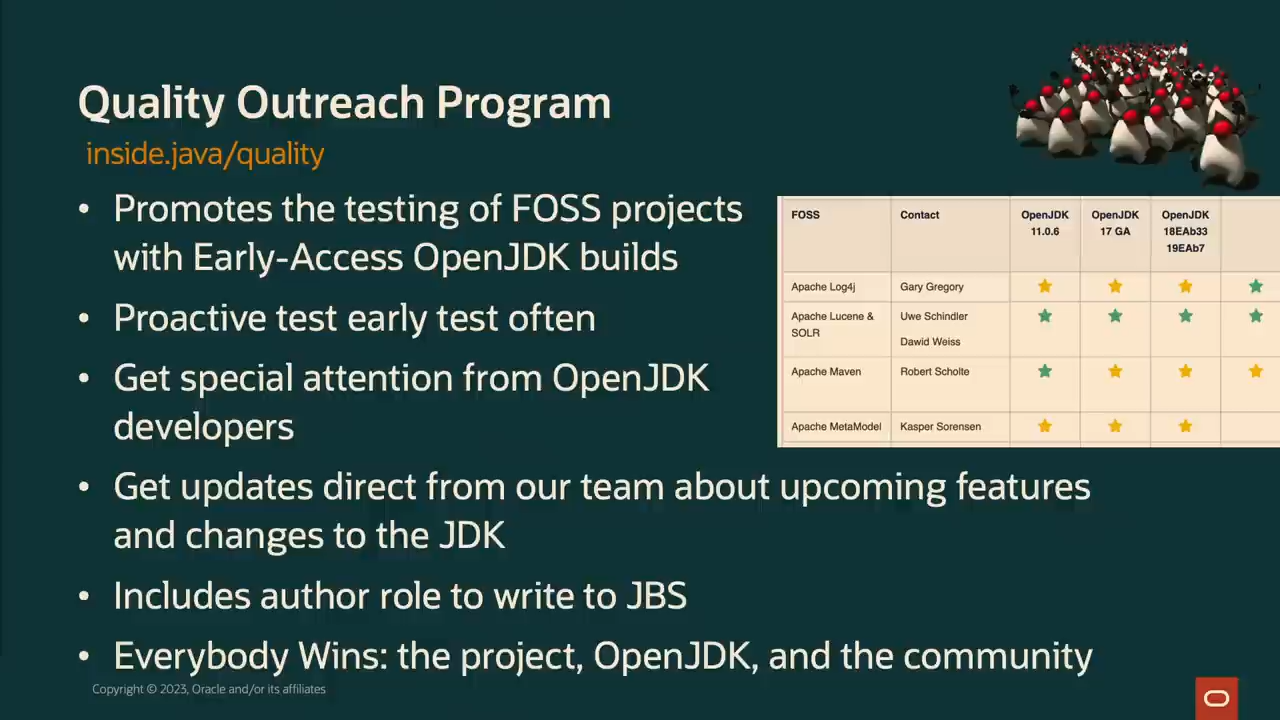 Quality Outreach Program
inside.java/quality
• Promotes the testing of FOSS projects
with Early-Access OpenJDK builds
• Proactive test early test often
• Get special attention from OpenJDK
developers
• Get updates direct from our team about upcoming features
and changes to the JDK
• Includes author role to write to JBS
• Everybody Wins: the project, OpenJDK, and the community
FOSS Contact OpenJDK OpenJDK OpenJDK
11.0.6 17 GA 18EAb33
19EAb7
Apache Log4j Gary Gregory
Apache Lucene & Uwe Schindler
SOLR
Dawid Weiss
Apache Maven Robert Scholte
Apache MetaModel Kasper Sorensen
Copyright © 2023, Oracle and/or its affiliates